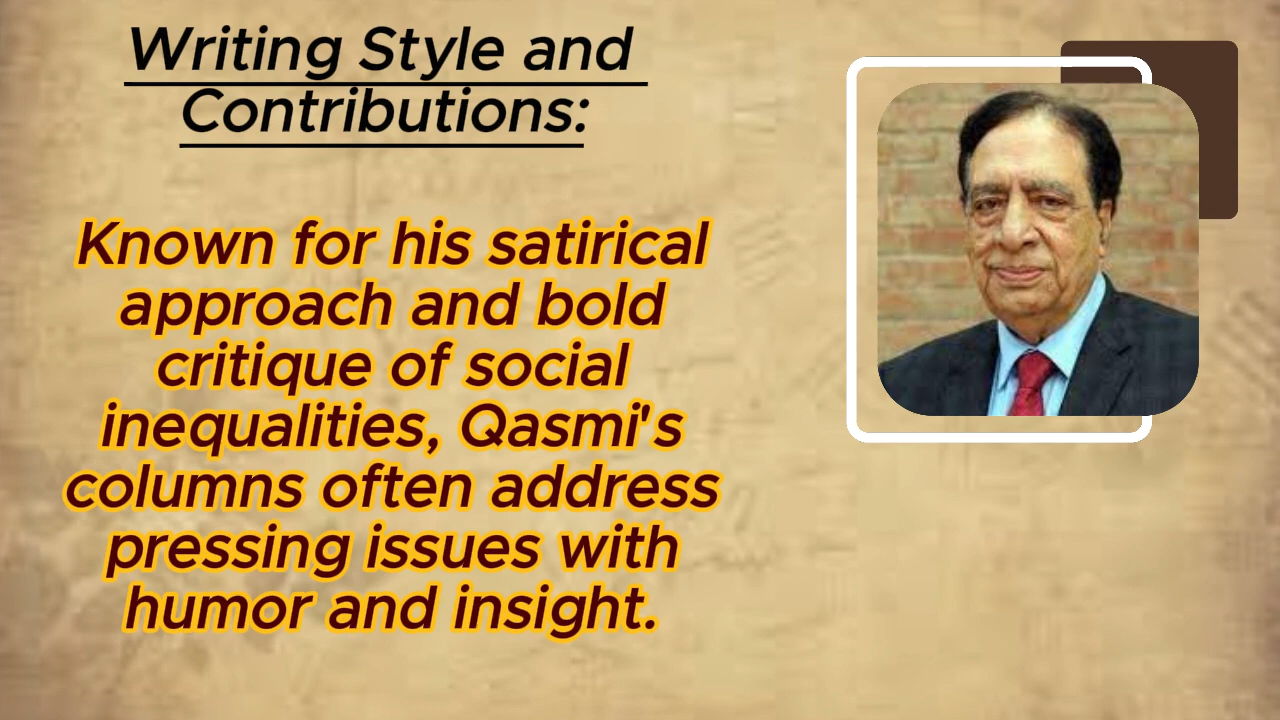 Writing Style and
Contributions:
Known for his satirical
approach and bold
critique of social
inequalities, Qasmi's
columns often address
pressing issues with
humor and insight.